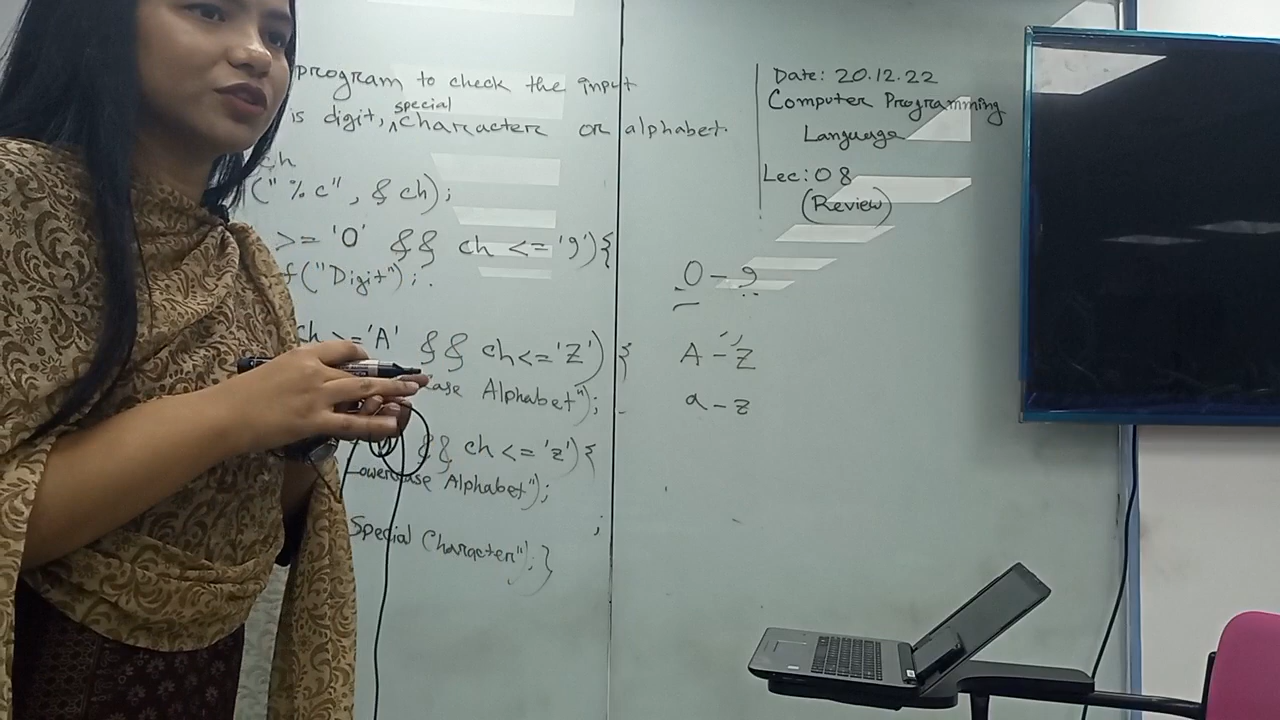 program to check the input
is digit, special character or alphabet.
ch
("%c", & ch);
>= '0' && ch <= '9'){
f("Digit");
ch >= 'A' && ch <= 'Z') {
case Alphabet");
&& ch <= 'z'){
Lowercase Alphabet");
Special Character"); }
0 - 9
A - Z
a - z
Date: 20.12.22
Computer Programming
Language
Lec: 08
(Review)